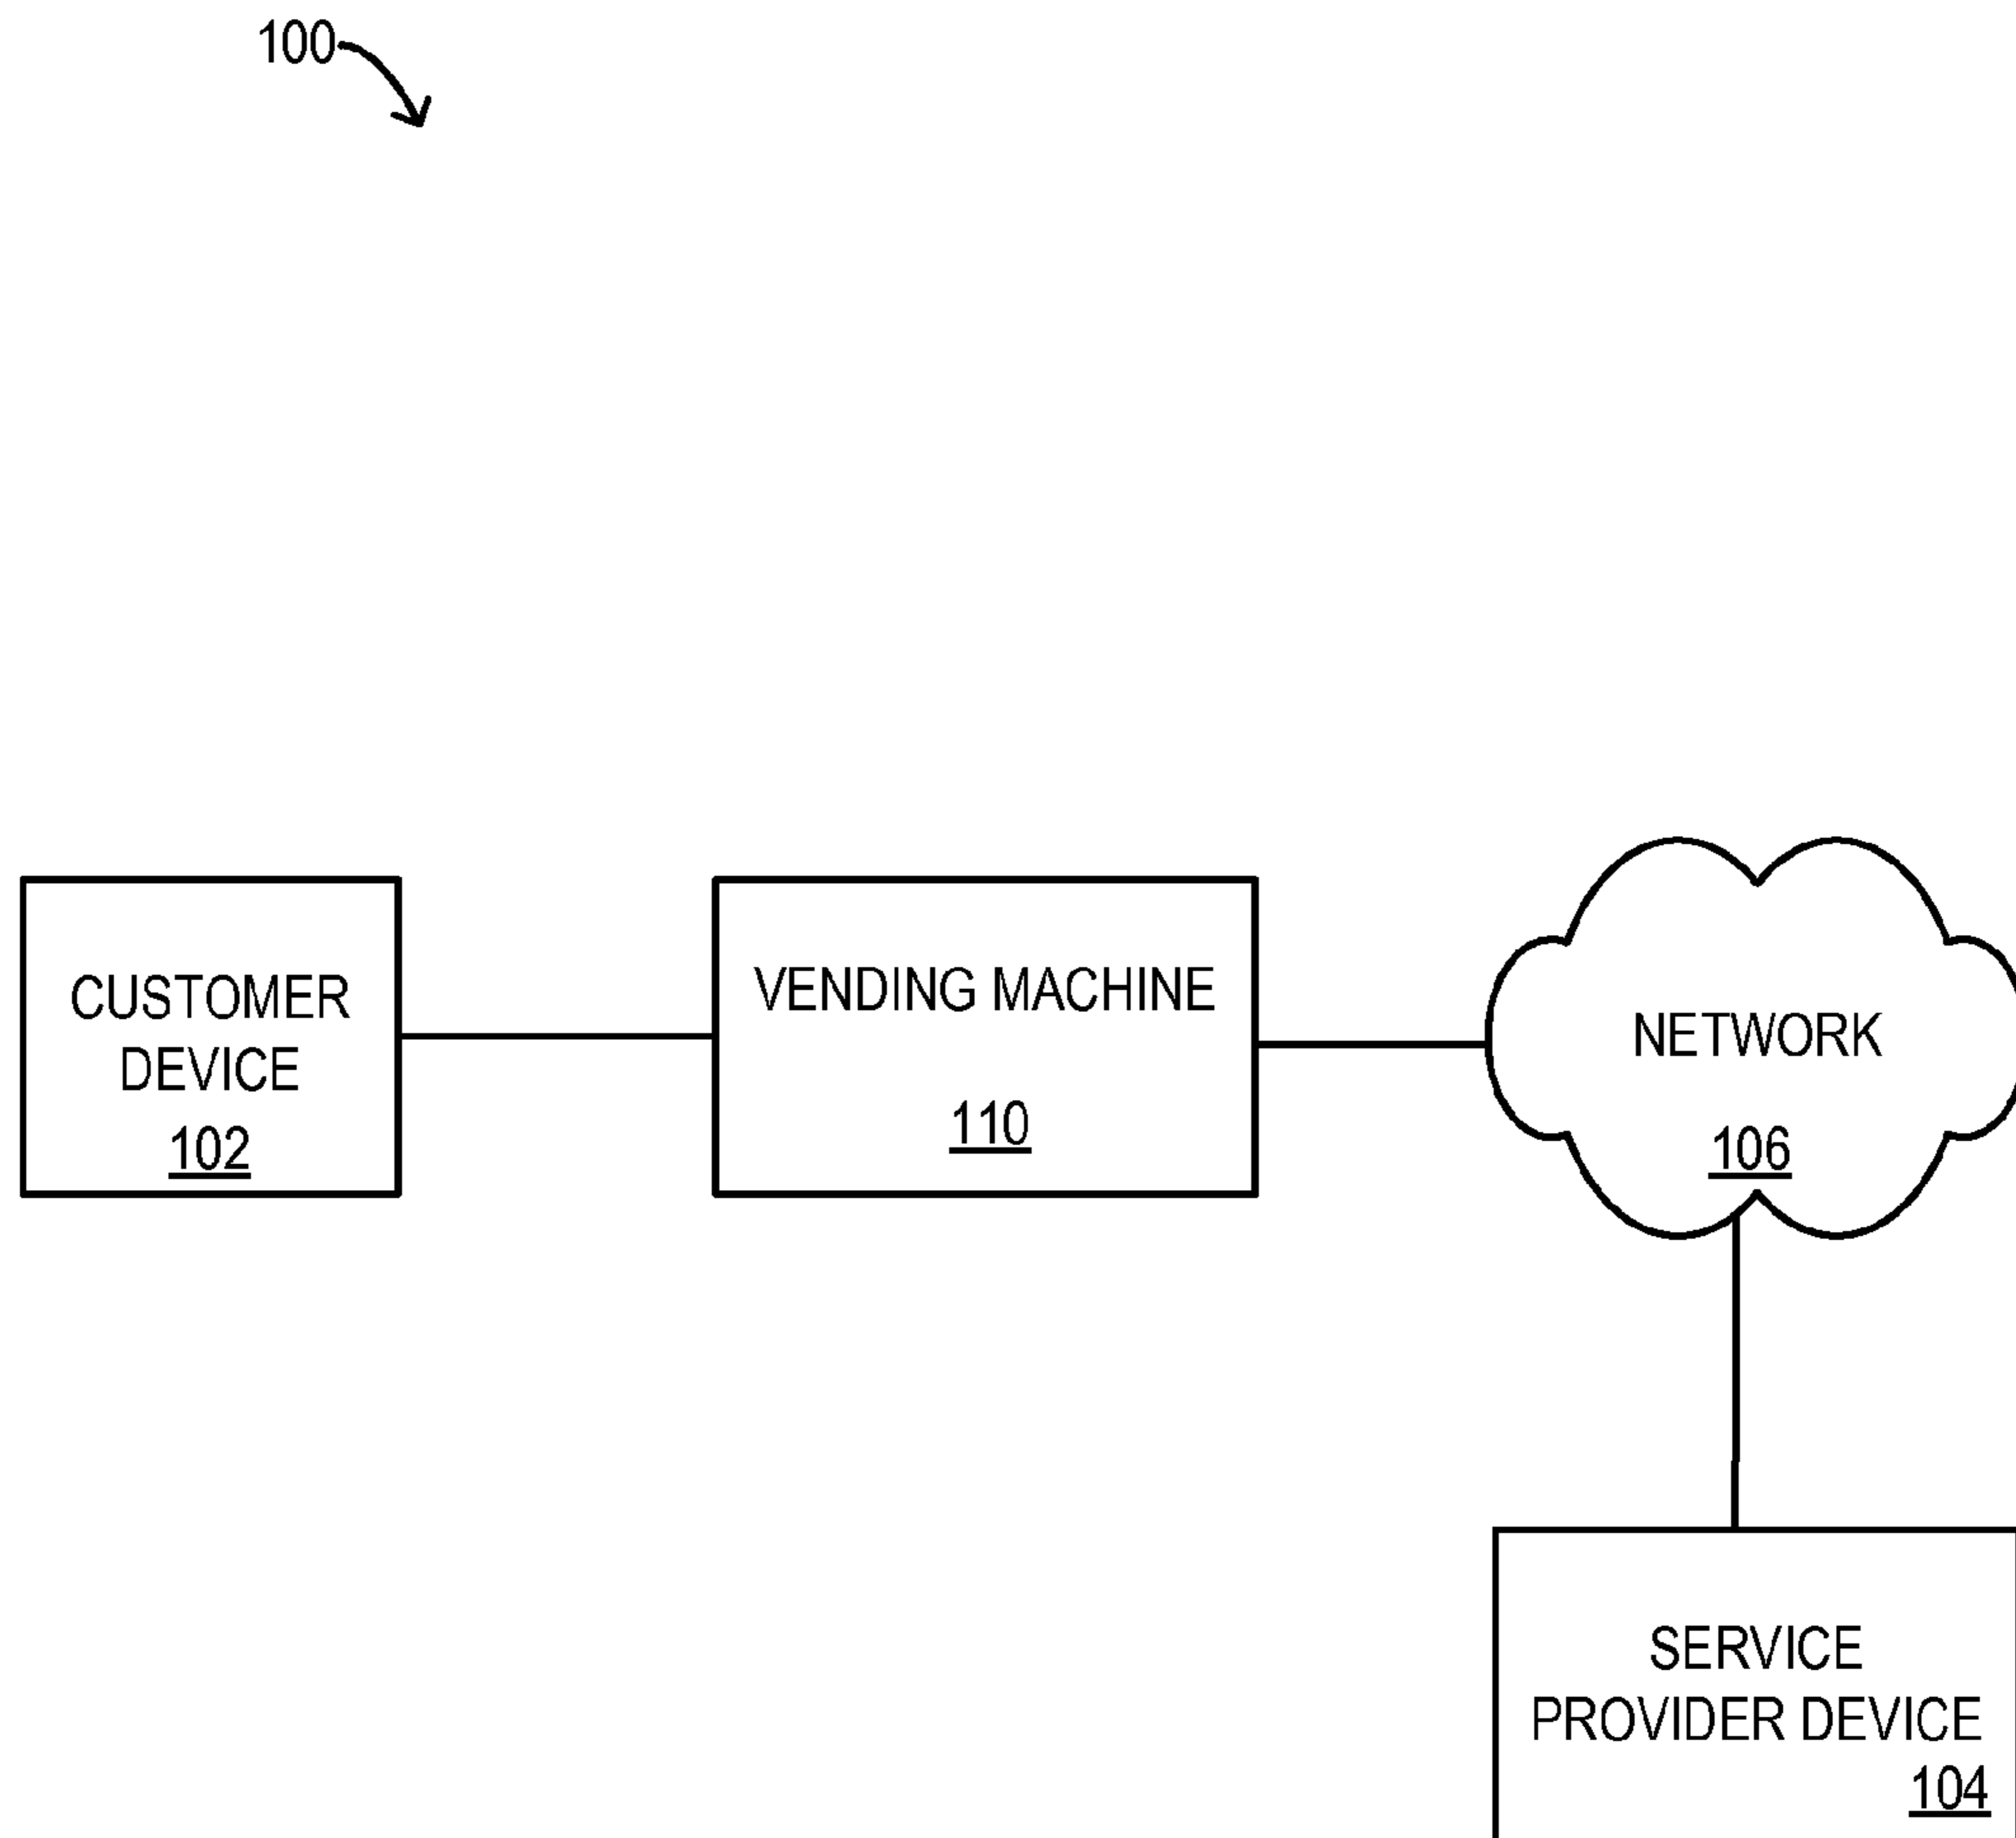 100
CUSTOMER
DEVICE
102
VENDING MACHINE
110
NETWORK
106
SERVICE
PROVIDER DEVICE
104